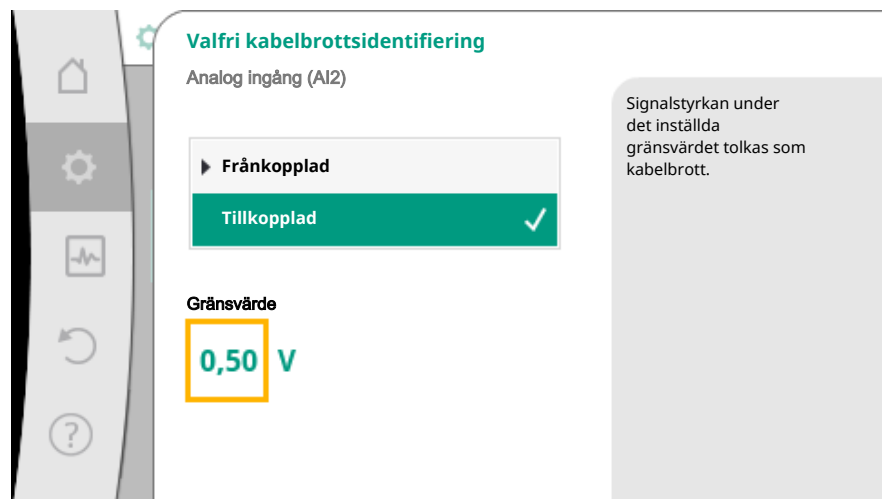 Valfri kabelbrottsidentifiering
Analog ingång (AI2)
Signalstyrkan under
det inställda
gränsvärdet tolkas som
kabelbrott.
Frånkopplad
Tillkopplad
Gränsvärde
0,50 V
?